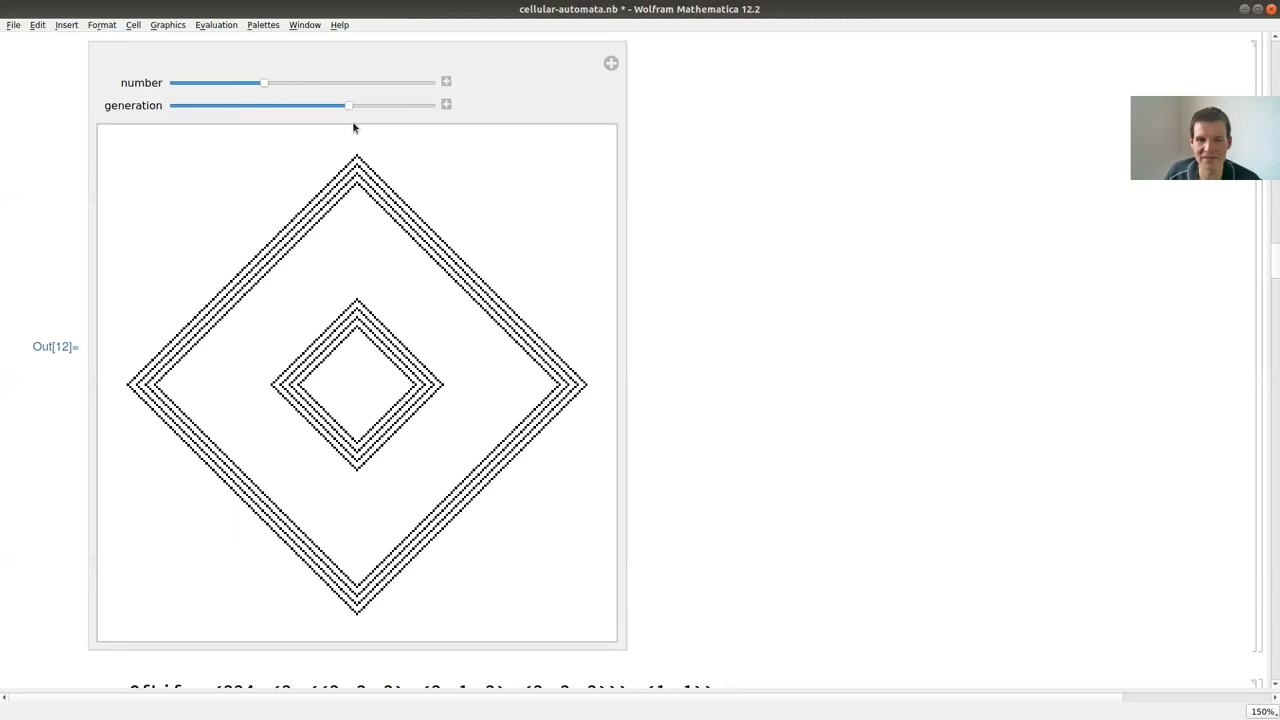 cellular-automata.nb * - Wolfram Mathematica 12.2
File Edit Insert Format Cell Graphics Evaluation Palettes Window Help
number
generation
Out[12]=
150%